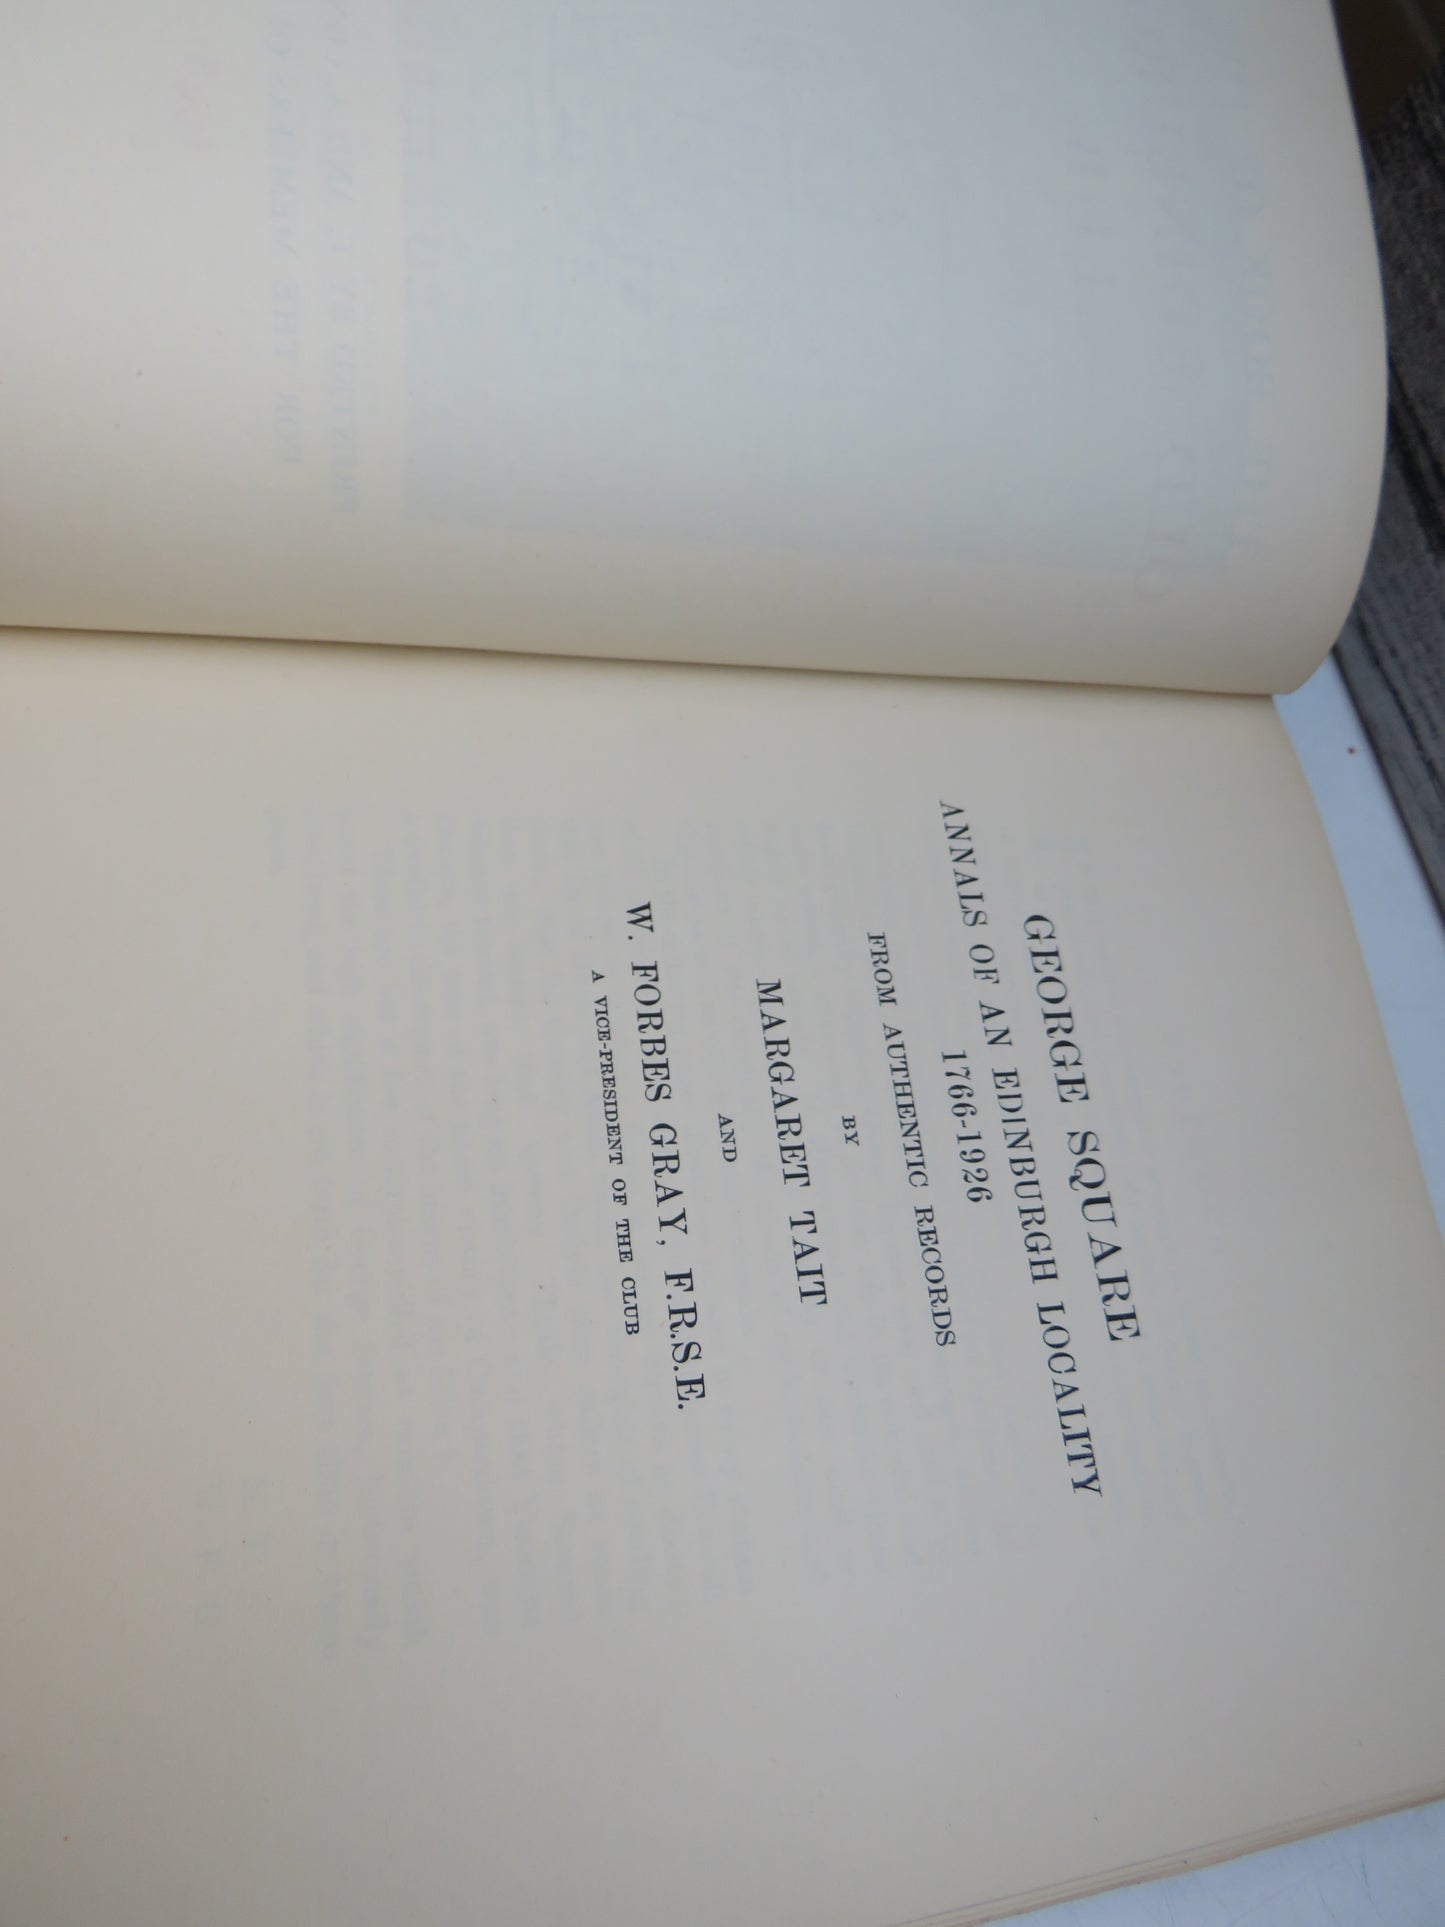 GEORGE SQUARE
ANNALS OF AN EDINBURGH LOCALITY
1766-1926
FROM AUTHENTIC RECORDS
BY
MARGARET TAIT
AND
W. FORBES GRAY, F.R.S.E.
A VICE-PRESIDENT OF THE CLUB